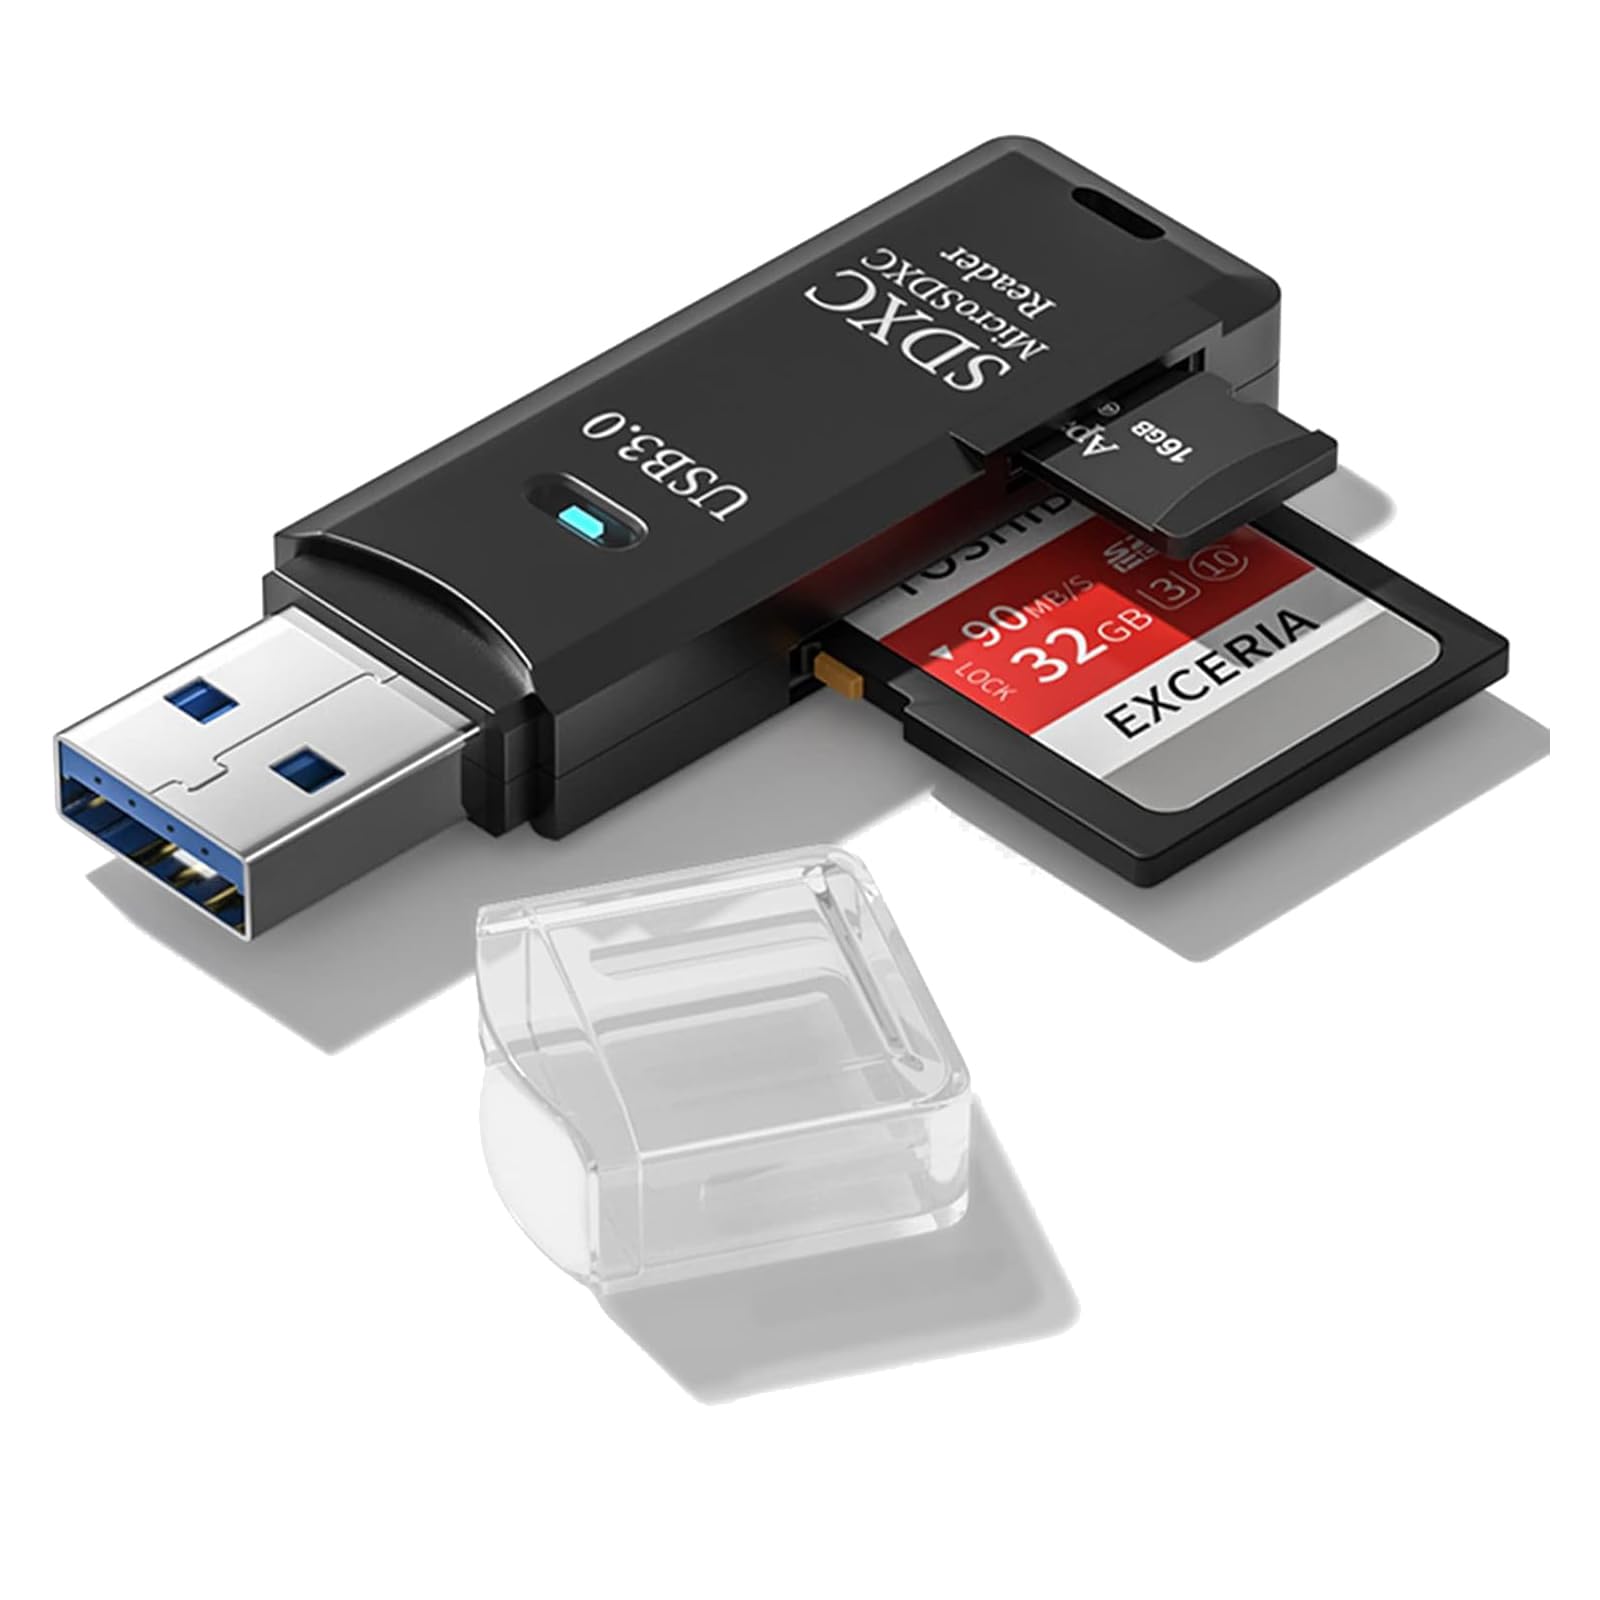 SDXC
MicroSDXC
Reader
USB3.0
16GB
90MB/S
LOCK
32GB
3
10
EXCERIA